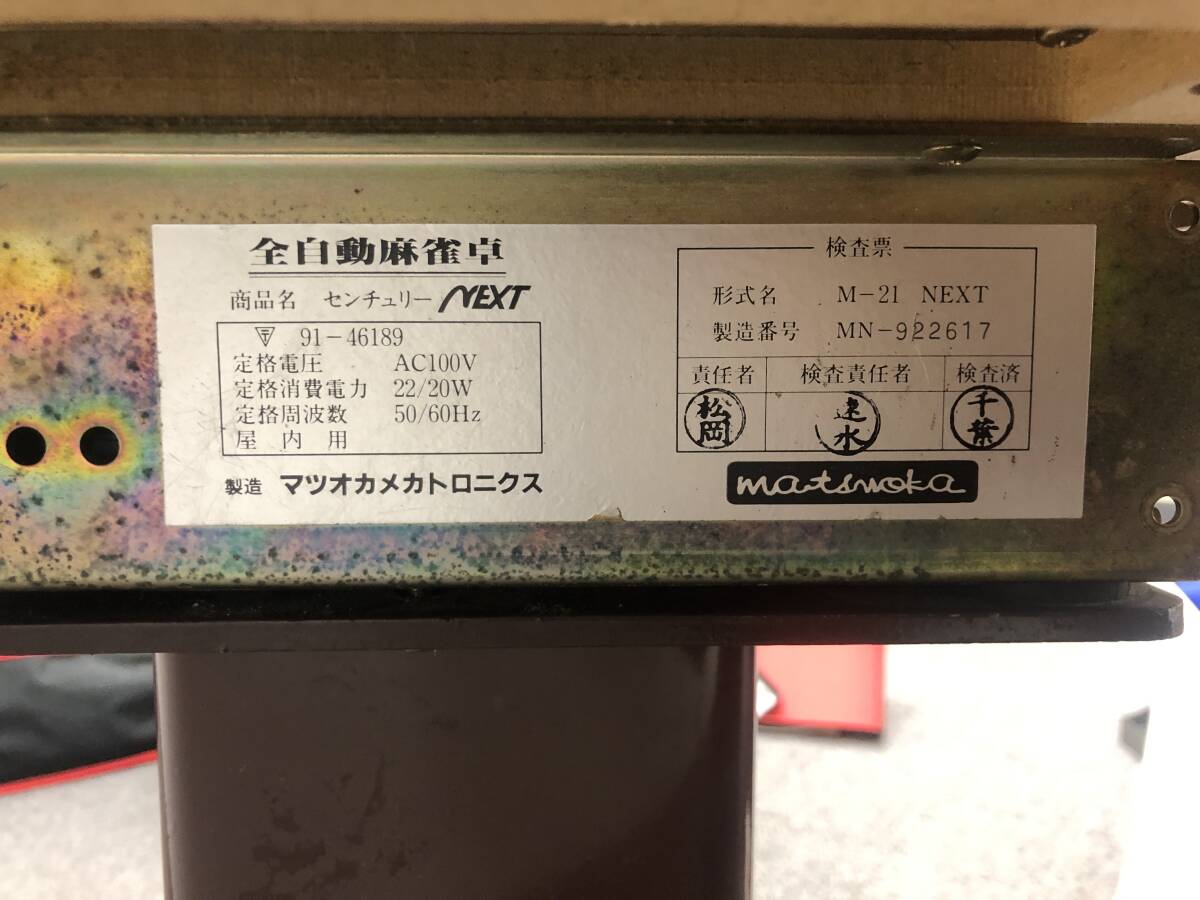 全自動麻雀卓
商品名 センチュリーNEXT
〒 91-46189
定格電圧 AC100V
定格消費電力 22/20W
定格周波数 50/60Hz
屋内用
製造 マツオカメカトロニクス
検査票
形式名 M-21 NEXT
製造番号 MN-922617
責任者 検査責任者 検査済
松岡 速水 千葉
matsuoka